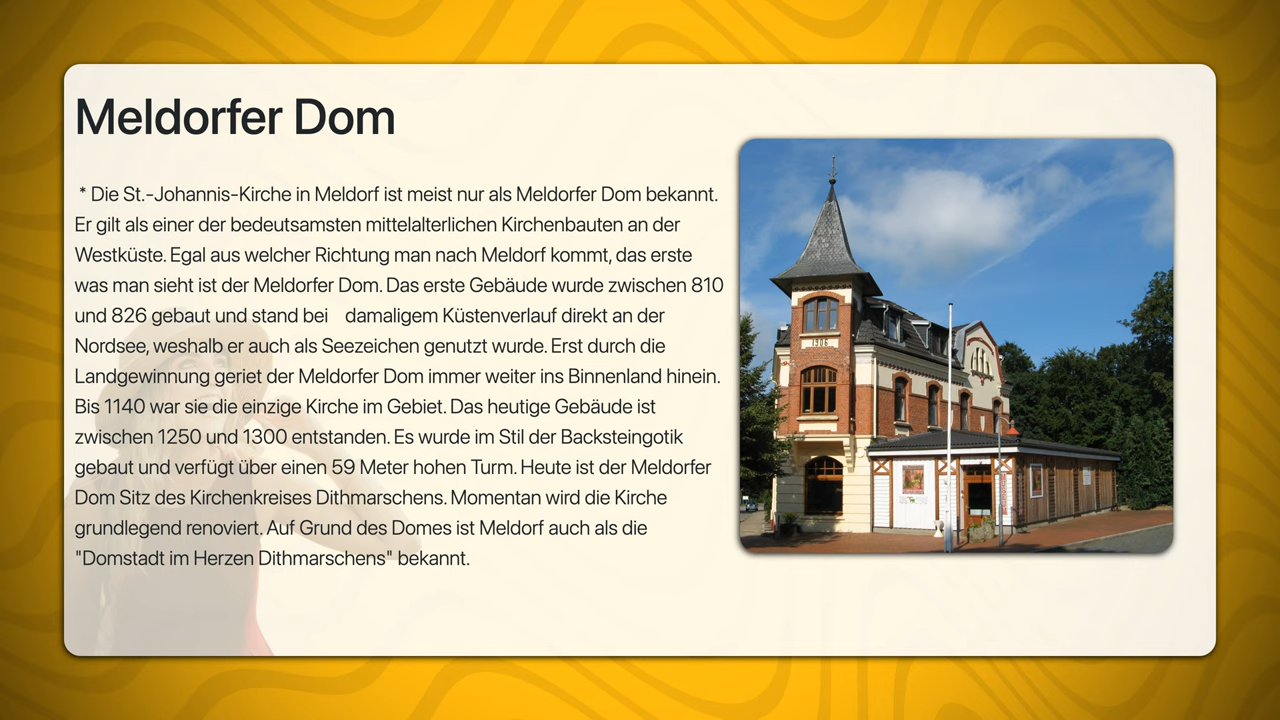 Meldorfer Dom
* Die St.-Johannis-Kirche in Meldorf ist meist nur als Meldorfer Dom bekannt.
Er gilt als einer der bedeutsamsten mittelalterlichen Kirchenbauten an der
Westküste. Egal aus welcher Richtung man nach Meldorf kommt, das erste
was man sieht ist der Meldorfer Dom. Das erste Gebäude wurde zwischen 810
und 826 gebaut und stand bei damaligem Küstenverlauf direkt an der
Nordsee, weshalb er auch als Seezeichen genutzt wurde. Erst durch die
Landgewinnung geriet der Meldorfer Dom immer weiter ins Binnenland hinein.
Bis 1140 war sie die einzige Kirche im Gebiet. Das heutige Gebäude ist
zwischen 1250 und 1300 entstanden. Es wurde im Stil der Backsteingotik
gebaut und verfügt über einen 59 Meter hohen Turm. Heute ist der Meldorfer
Dom Sitz des Kirchenkreises Dithmarschens. Momentan wird die Kirche
grundlegend renoviert. Auf Grund des Domes ist Meldorf auch als die
"Domstadt im Herzen Dithmarschens" bekannt.
1906